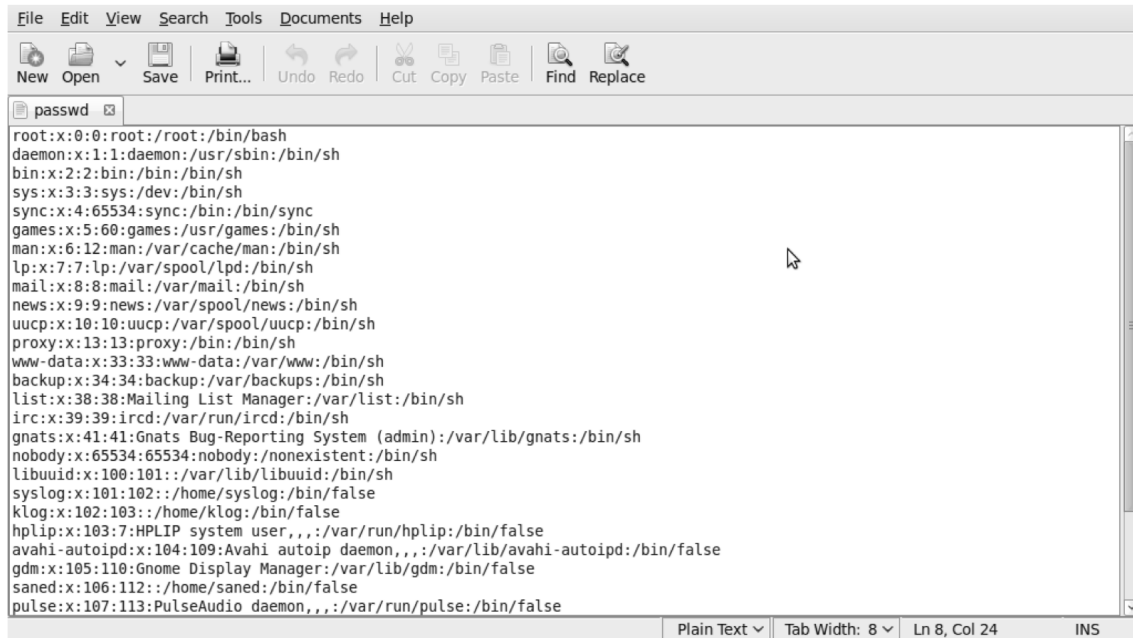 File Edit View Search Tools Documents Help
New Open Save Print... Undo Redo Cut Copy Paste Find Replace
passwd
root:x:0:0:root:/root:/bin/bash
daemon:x:1:1:daemon:/usr/sbin:/bin/sh
bin:x:2:2:bin:/bin:/bin/sh
sys:x:3:3:sys:/dev:/bin/sh
sync:x:4:65534:sync:/bin:/bin/sync
games:x:5:60:games:/usr/games:/bin/sh
man:x:6:12:man:/var/cache/man:/bin/sh
lp:x:7:7:lp:/var/spool/lpd:/bin/sh
mail:x:8:8:mail:/var/mail:/bin/sh
news:x:9:9:news:/var/spool/news:/bin/sh
uucp:x:10:10:uucp:/var/spool/uucp:/bin/sh
proxy:x:13:13:proxy:/bin:/bin/sh
www-data:x:33:33:www-data:/var/www:/bin/sh
backup:x:34:34:backup:/var/backups:/bin/sh
list:x:38:38:Mailing List Manager:/var/list:/bin/sh
irc:x:39:39:ircd:/var/run/ircd:/bin/sh
gnats:x:41:41:Gnats Bug-Reporting System (admin):/var/lib/gnats:/bin/sh
nobody:x:65534:65534:nobody:/nonexistent:/bin/sh
libuuid:x:100:101::/var/lib/libuuid:/bin/sh
syslog:x:101:102::/home/syslog:/bin/false
klog:x:102:103::/home/klog:/bin/false
hplip:x:103:7:HPLIP system user,,,:/var/run/hplip:/bin/false
avahi-autoipd:x:104:109:Avahi autoip daemon,,,:/var/lib/avahi-autoipd:/bin/false
gdm:x:105:110:Gnome Display Manager:/var/lib/gdm:/bin/false
saned:x:106:112::/home/saned:/bin/false
pulse:x:107:113:PulseAudio daemon,,,:/var/run/pulse:/bin/false
Plain Text Tab Width: 8 Ln 8, Col 24 INS